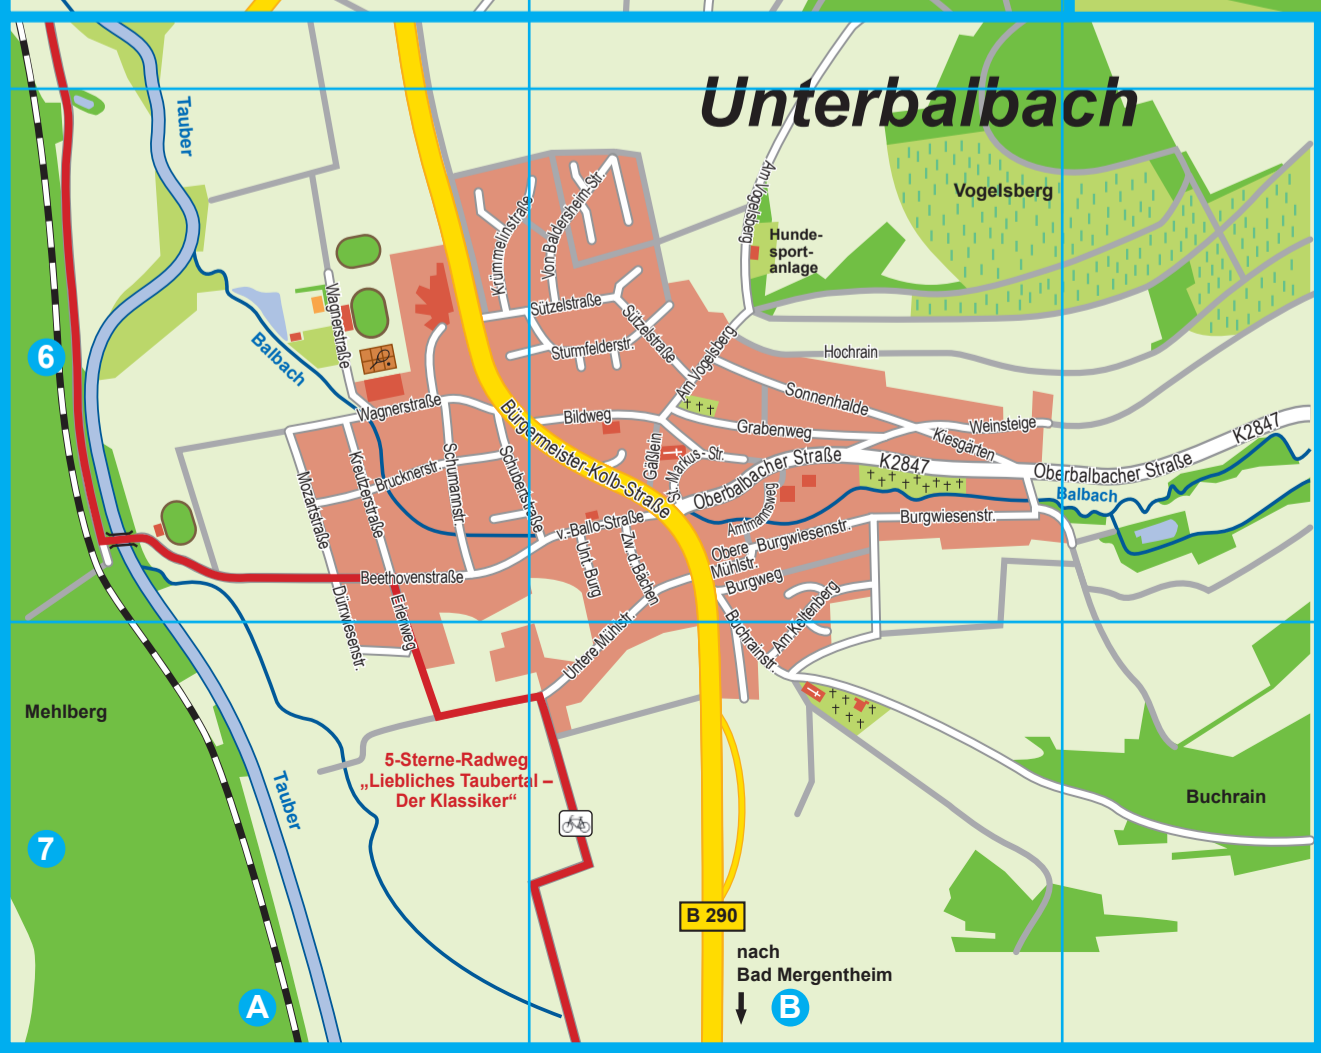 Unterbalbach
Tauber
Vogelsberg
Am Vogelsberg
Hunde-
sport-
anlage
Krummelinstraße
Von Baldersheim-Str.
Sützelstraße
Sützelstraße
Sturmfelderstr.
Wagnerstraße
Balbach
6
Hochrain
Am Vogelsberg
Sonnenhalde
Wagnerstraße
Bildweg
Bürgermeister-Kolb-Straße
Grabenweg
Weinsteige
Kiesgärten
K2847
Gäßlein
St. Markus - Str.
Oberbalbacher Straße
K2847
Oberbalbacher Straße
Balbach
Brucknerstr.
Schumannstr.
Schubertstraße
Mozartstraße
Kreutzerstraße
v.-Ballo-Straße
Amtmannsweg
Burgwiesenstr.
Burgwiesenstr.
Obere
Mühlstr.
Burgweg
Unt. Burg
Zw. d Bächen
Beethovenstraße
Dürrwiesenstr.
Erlenweg
Untere Mühlstr.
Buchrainstr.
Am Keltenberg
Mehlberg
Tauber
5-Sterne-Radweg
„Liebliches Taubertal –
Der Klassiker“
Buchrain
7
B 290
nach
Bad Mergentheim
A
B